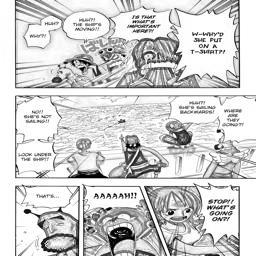 W-WHY'D
SHE PUT
ON A
T-SHIRT?!
IS THAT
WHAT'S
IMPORTANT
HERE?!
HUH?!
THE SHIP'S
MOVING!!
HUH?
WHY?!
WHERE
ARE
THEY
GOING?!
HUH?!
SHE'S SAILING
BACKWARDS!
NO!!
SHE'S NOT
SAILING!!
LOOK UNDER
THE SHIP!!
STOP!!
WHAT'S
GOING
ON?!
AAAAAH!!
THAT'S...